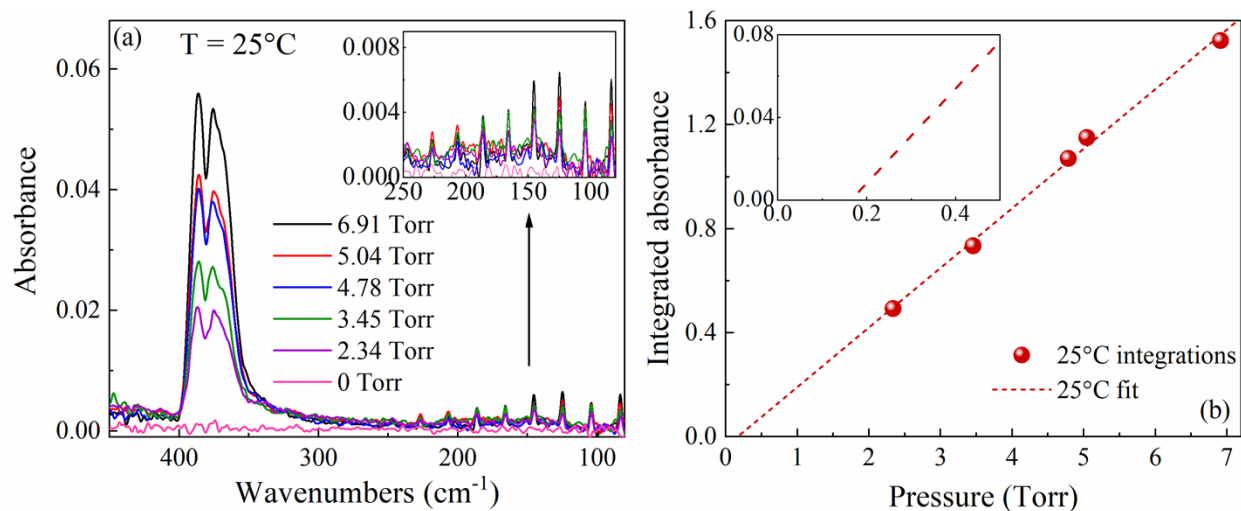 (a)
T = 25°C
Absorbance
0.06
0.04
0.02
0.00
400
300
200
100
Wavenumbers (cm-1)
0.008
0.004
0.000
250
200
150
100
6.91 Torr
5.04 Torr
4.78 Torr
3.45 Torr
2.34 Torr
0 Torr
Integrated absorbance
1.6
1.2
0.8
0.4
0.0
0
1
2
3
4
5
6
7
Pressure (Torr)
0.08
0.04
0.00
0.0
0.2
0.4
25°C integrations
25°C fit
(b)